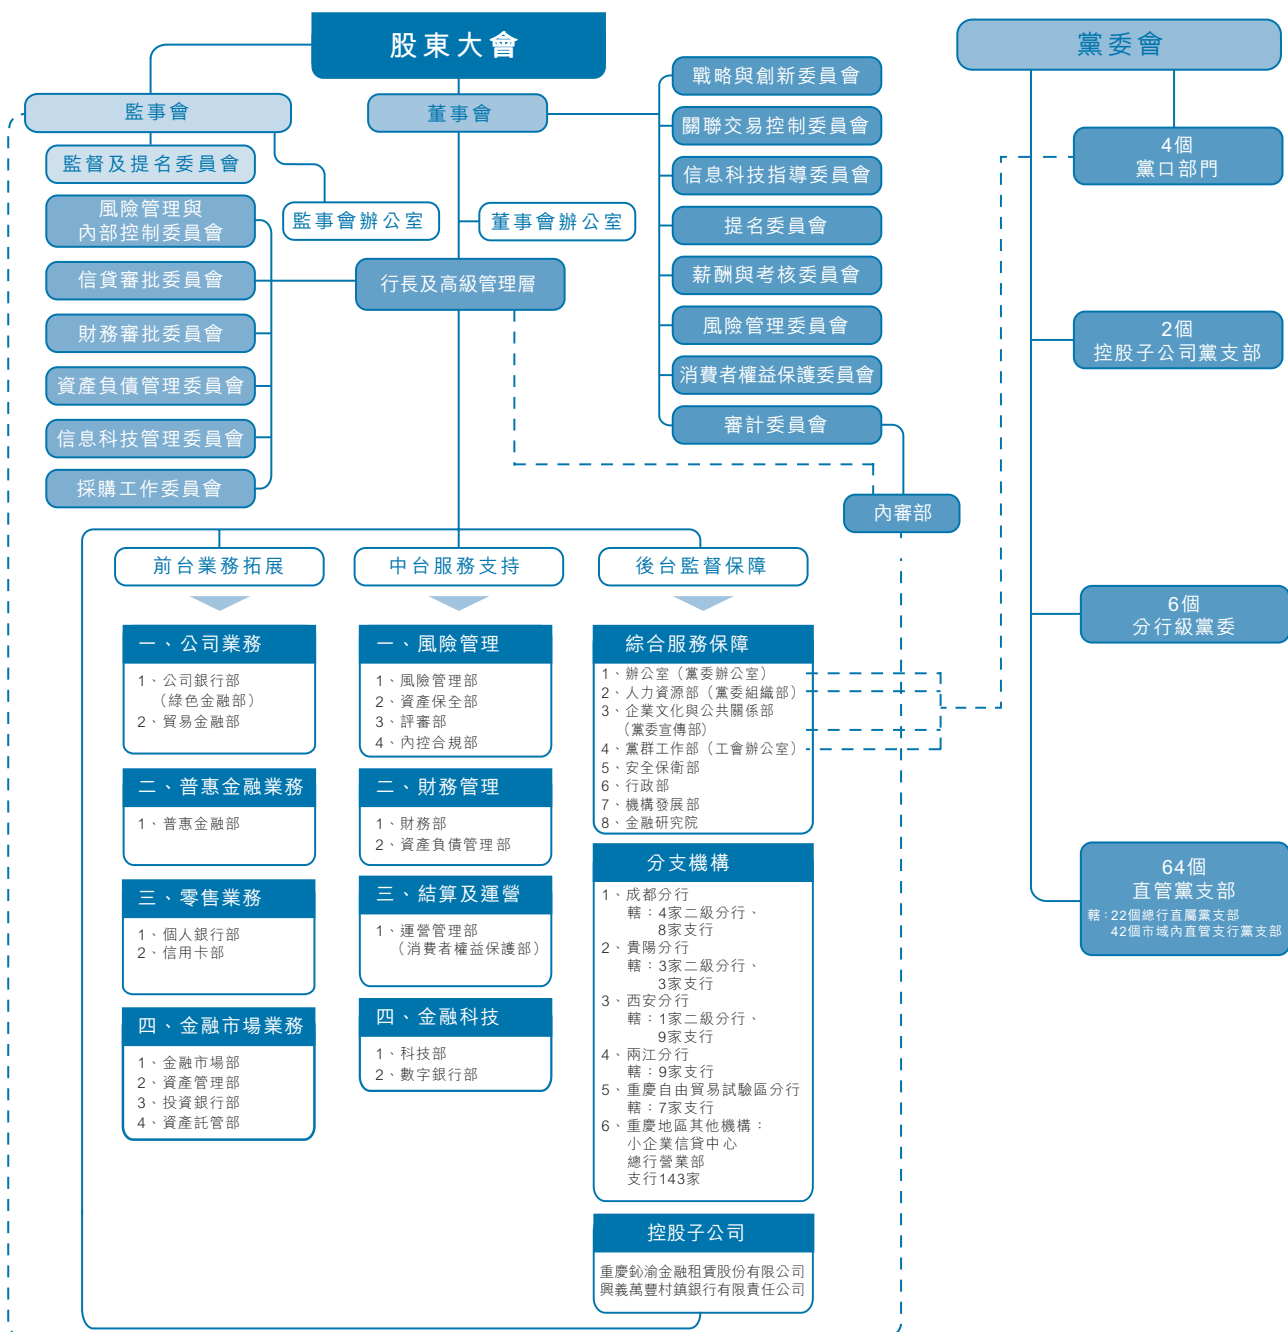 股東大會
黨委會
監事會
董事會
監督及提名委員會
監事會辦公室
董事會辦公室
風險管理與
內部控制委員會
信貸審批委員會
財務審批委員會
資產負債管理委員會
信息科技管理委員會
採購工作委員會
行長及高級管理層
戰略與創新委員會
關聯交易控制委員會
信息科技指導委員會
提名委員會
薪酬與考核委員會
風險管理委員會
消費者權益保護委員會
審計委員會
內審部
4個
黨口部門
2個
控股子公司黨支部
6個
分行級黨委
64個
直管黨支部
轄：22個總行直屬黨支部
42個市域內直管支行黨支部
前台業務拓展
一、公司業務
1、公司銀行部
（綠色金融部）
2、貿易金融部
二、普惠金融業務
1、普惠金融部
三、零售業務
1、個人銀行部
2、信用卡部
四、金融市場業務
1、金融市場部
2、資產管理部
3、投資銀行部
4、資產託管部
中台服務支持
一、風險管理
1、風險管理部
2、資產保全部
3、評審部
4、內控合規部
二、財務管理
1、財務部
2、資產負債管理部
三、結算及運營
1、運營管理部
（消費者權益保護部）
四、金融科技
1、科技部
2、數字銀行部
後台監督保障
綜合服務保障
1、辦公室（黨委辦公室）
2、人力資源部（黨委組織部）
3、企業文化與公共關係部
（黨委宣傳部）
4、黨群工作部（工會辦公室）
5、安全保衛部
6、行政部
7、機構發展部
8、金融研究院
分支機構
1、成都分行
轄：4家二級分行、
8家支行
2、貴陽分行
轄：3家二級分行、
3家支行
3、西安分行
轄：1家二級分行、
9家支行
4、兩江分行
轄：9家支行
5、重慶自由貿易試驗區分行
轄：7家支行
6、重慶地區其他機構：
小企業信貸中心
總行營業部
支行143家
控股子公司
重慶鈊渝金融租賃股份有限公司
興義萬豐村鎮銀行有限責任公司